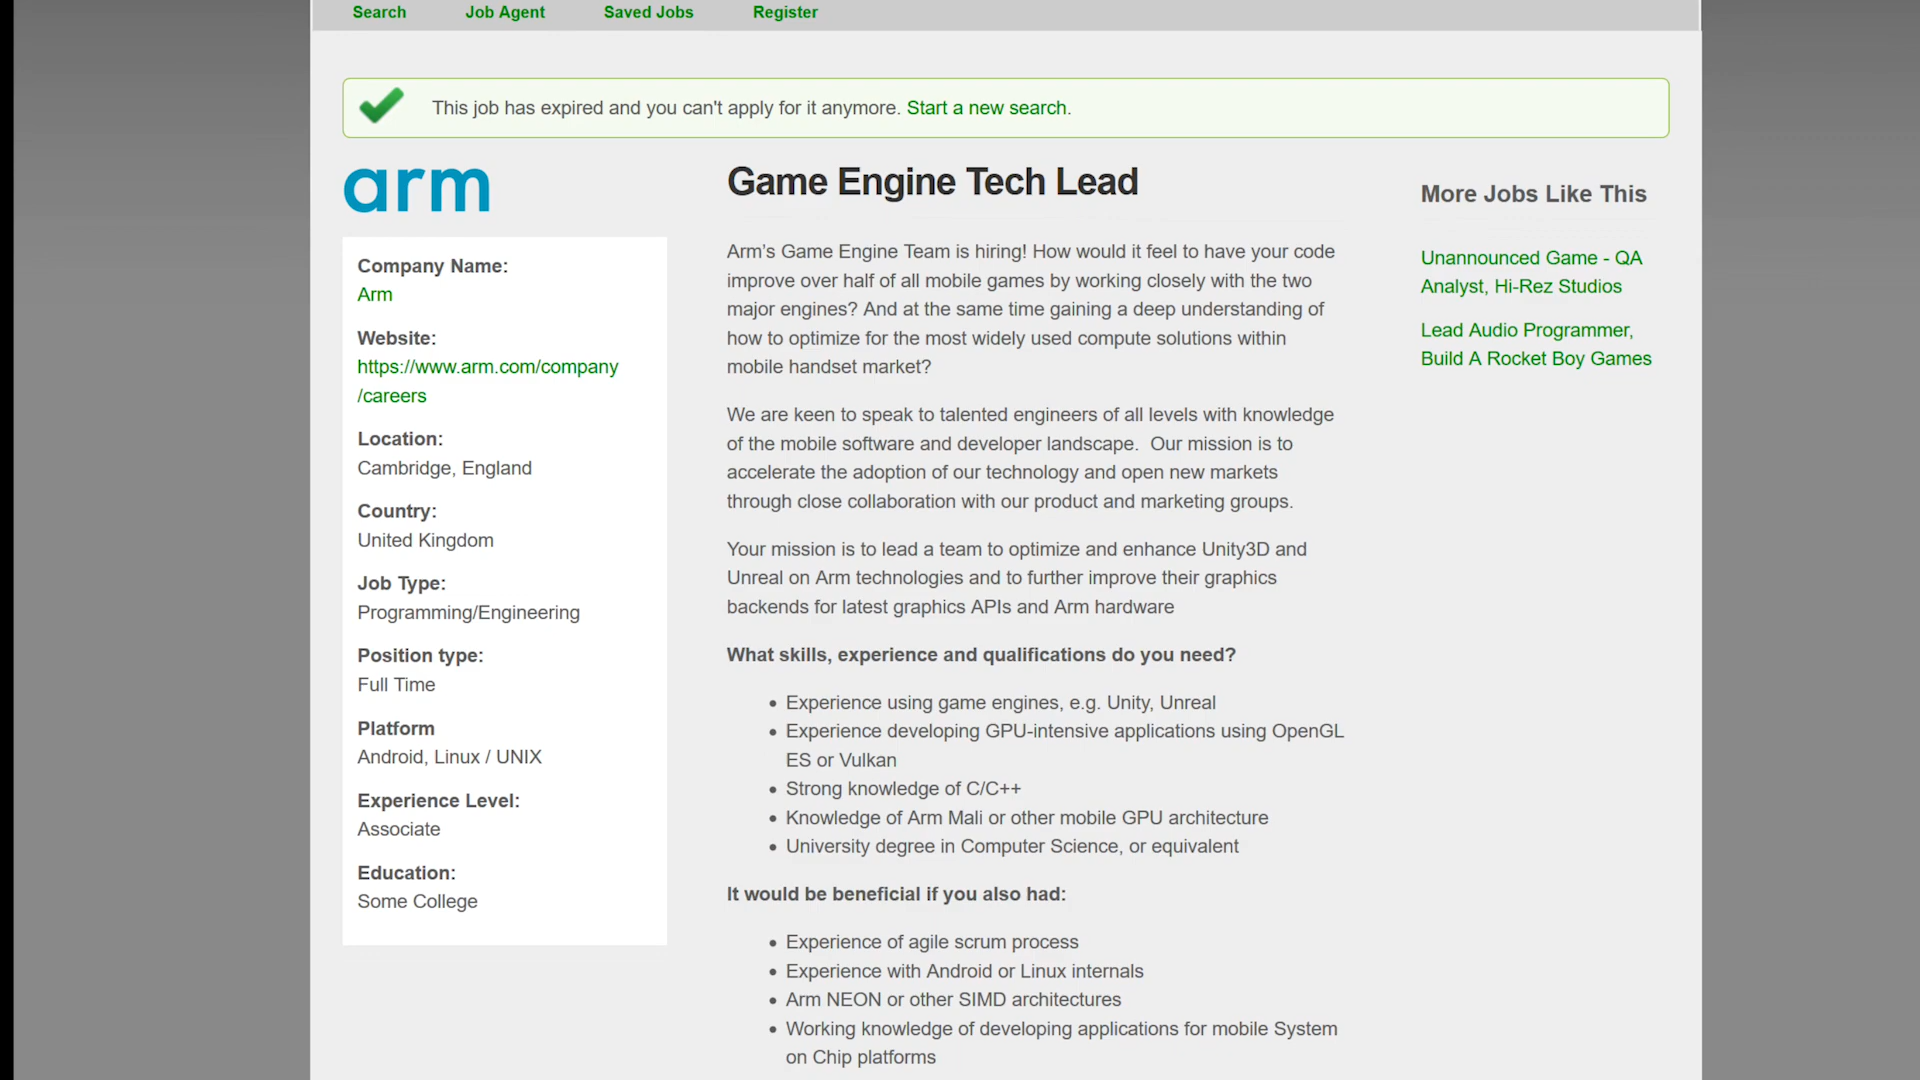 Search Job Agent Saved Jobs Register
This job has expired and you can't apply for it anymore. Start a new search.
arm
Company Name:
Arm
Website:
https://www.arm.com/company
/careers
Location:
Cambridge, England
Country:
United Kingdom
Job Type:
Programming/Engineering
Position type:
Full Time
Platform
Android, Linux / UNIX
Experience Level:
Associate
Education:
Some College
Game Engine Tech Lead
Arm's Game Engine Team is hiring! How would it feel to have your code
improve over half of all mobile games by working closely with the two
major engines? And at the same time gaining a deep understanding of
how to optimize for the most widely used compute solutions within
mobile handset market?
We are keen to speak to talented engineers of all levels with knowledge
of the mobile software and developer landscape.  Our mission is to
accelerate the adoption of our technology and open new markets
through close collaboration with our product and marketing groups.
Your mission is to lead a team to optimize and enhance Unity3D and
Unreal on Arm technologies and to further improve their graphics
backends for latest graphics APIs and Arm hardware
What skills, experience and qualifications do you need?
• Experience using game engines, e.g. Unity, Unreal
• Experience developing GPU-intensive applications using OpenGL
ES or Vulkan
• Strong knowledge of C/C++
• Knowledge of Arm Mali or other mobile GPU architecture
• University degree in Computer Science, or equivalent
It would be beneficial if you also had:
• Experience of agile scrum process
• Experience with Android or Linux internals
• Arm NEON or other SIMD architectures
• Working knowledge of developing applications for mobile System
on Chip platforms
More Jobs Like This
Unannounced Game - QA
Analyst, Hi-Rez Studios
Lead Audio Programmer,
Build A Rocket Boy Games